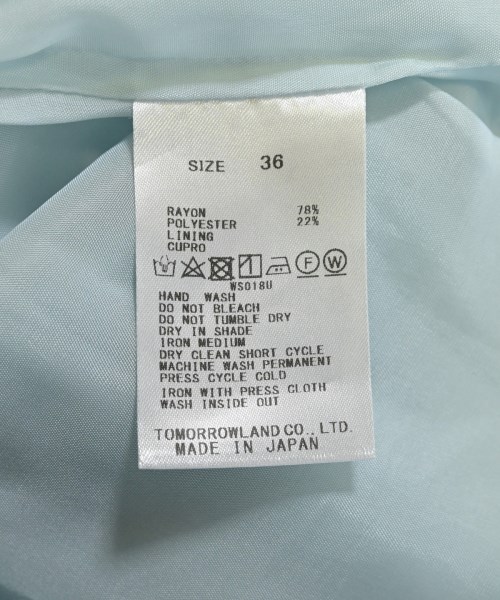 SIZE 36
RAYON 78%
POLYESTER 22%
LINING
CUPRO
F W
WS018U
HAND WASH
DO NOT BLEACH
DO NOT TUMBLE DRY
DRY IN SHADE
IRON MEDIUM
DRY CLEAN SHORT CYCLE
MACHINE WASH PERMANENT
PRESS CYCLE COLD
IRON WITH PRESS CLOTH
WASH INSIDE OUT
TOMORROWLAND CO., LTD.
MADE IN JAPAN